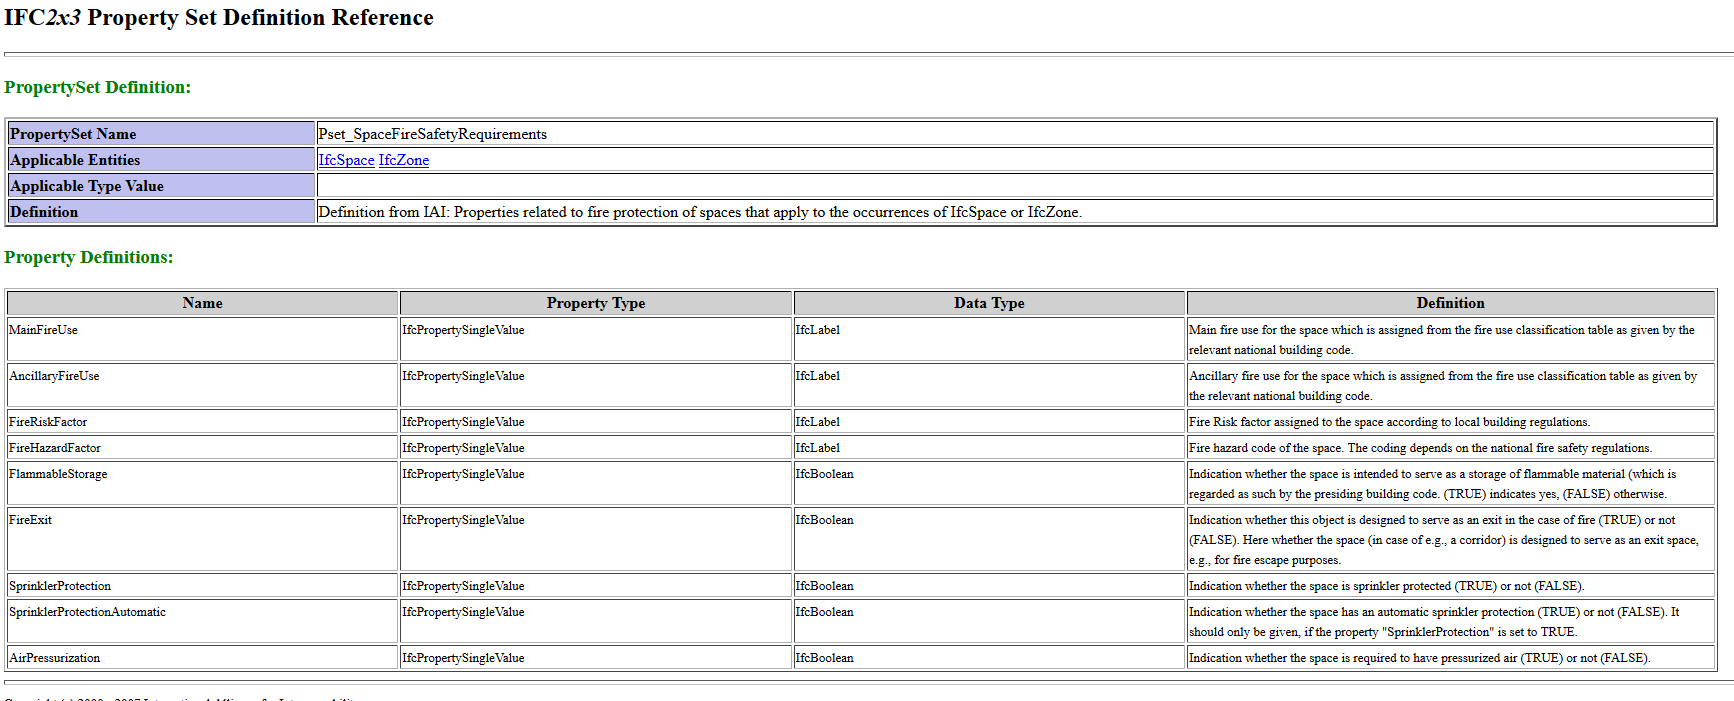 IFC2x3 Property Set Definition Reference
PropertySet Definition:
PropertySet Name Pset_SpaceFireSafetyRequirements
Applicable Entities IfcSpace IfcZone
Applicable Type Value
Definition Definition from IAI: Properties related to fire protection of spaces that apply to the occurrences of IfcSpace or IfcZone.
Property Definitions:
Name Property Type Data Type Definition
MainFireUse IfcPropertySingleValue IfcLabel Main fire use for the space which is assigned from the fire use classification table as given by the
relevant national building code.
AncillaryFireUse IfcPropertySingleValue IfcLabel Ancillary fire use for the space which is assigned from the fire use classification table as given by
the relevant national building code.
FireRiskFactor IfcPropertySingleValue IfcLabel Fire Risk factor assigned to the space according to local building regulations.
FireHazardFactor IfcPropertySingleValue IfcLabel Fire hazard code of the space. The coding depends on the national fire safety regulations.
FlammableStorage IfcPropertySingleValue IfcBoolean Indication whether the space is intended to serve as a storage of flammable material (which is
regarded as such by the presiding building code. (TRUE) indicates yes, (FALSE) otherwise.
FireExit IfcPropertySingleValue IfcBoolean Indication whether this object is designed to serve as an exit in the case of fire (TRUE) or not
(FALSE). Here whether the space (in case of e.g., a corridor) is designed to serve as an exit space,
e.g., for fire escape purposes.
SprinklerProtection IfcPropertySingleValue IfcBoolean Indication whether the space is sprinkler protected (TRUE) or not (FALSE).
SprinklerProtectionAutomatic IfcPropertySingleValue IfcBoolean Indication whether the space has an automatic sprinkler protection (TRUE) or not (FALSE). It
should only be given, if the property "SprinklerProtection" is set to TRUE.
AirPressurization IfcPropertySingleValue IfcBoolean Indication whether the space is required to have pressurized air (TRUE) or not (FALSE).